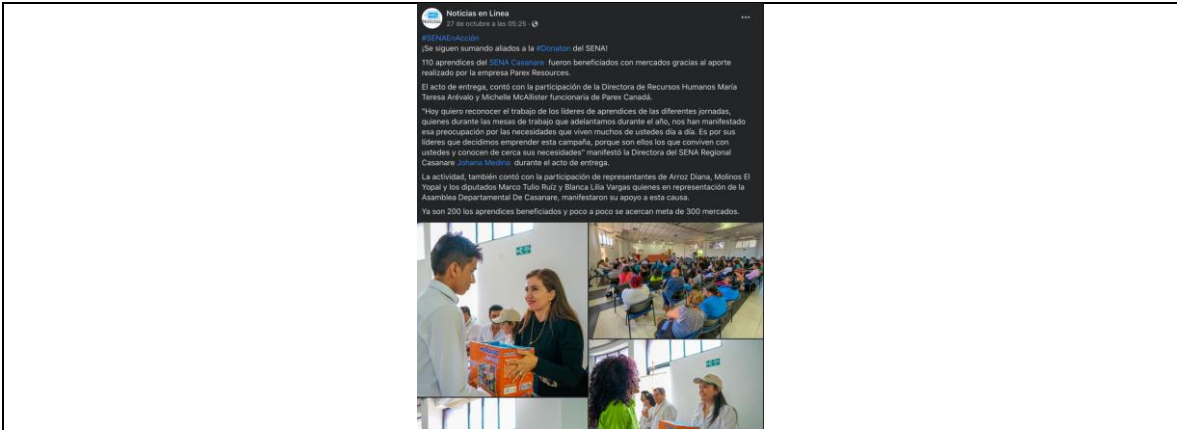 Noticias en Línea
27 de octubre a las 05:25 ·
#SENAEnAcción
¡Se siguen sumando aliados a la #Donaton del SENA!
110 aprendices del SENA Casanare fueron beneficiados con mercados gracias al aporte
realizado por la empresa Parex Resources.
El acto de entrega, contó con la participación de la Directora de Recursos Humanos María
Teresa Arévalo y Michelle McAllister funcionaria de Parex Canadá.
"Hoy quiero reconocer el trabajo de los líderes de aprendices de las diferentes jornadas,
quienes durante las mesas de trabajo que adelantamos durante el año, nos han manifestado
esa preocupación por las necesidades que viven muchos de ustedes día a día. Es por sus
líderes que decidimos emprender esta campaña, porque son ellos los que conviven con
ustedes y conocen de cerca sus necesidades" manifestó la Directora del SENA Regional
Casanare Johana Medina durante el acto de entrega.
La actividad, también contó con la participación de representantes de Arroz Diana, Molinos El
Yopal y los diputados Marco Tulio Ruíz y Blanca Lilia Vargas quienes en representación de la
Asamblea Departamental De Casanare, manifestaron su apoyo a esta causa.
Ya son 200 los aprendices beneficiados y poco a poco se acercan meta de 300 mercados.